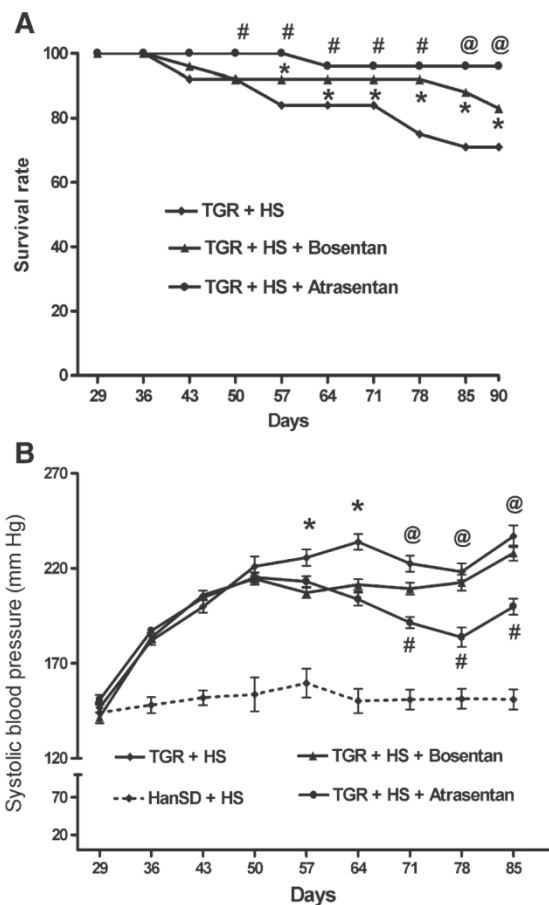 A
# # # # # @ @
100
* * * * * *
80
60
40
20
0
Survival rate
TGR + HS
TGR + HS + Bosentan
TGR + HS + Atrasentan
29 36 43 50 57 64 71 78 85 90
Days
B
270
* * @ @ @
220
# # #
170
120
70
20
Systolic blood pressure (mm Hg)
TGR + HS TGR + HS + Bosentan
HanSD + HS TGR + HS + Atrasentan
29 36 43 50 57 64 71 78 85
Days